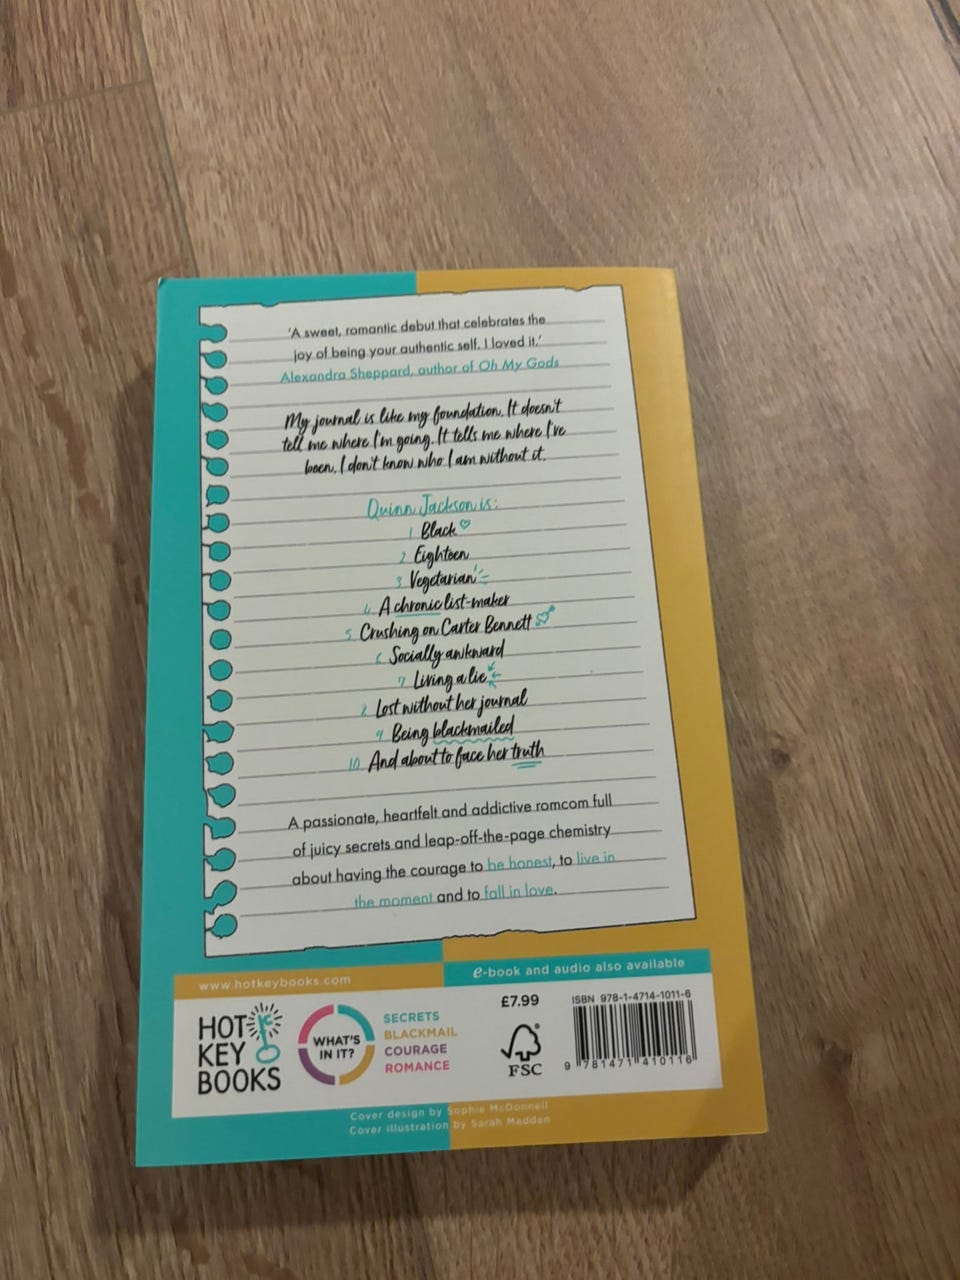 'A sweet, romantic debut that celebrates the
joy of being your authentic self. I loved it.'
Alexandra Sheppard, author of Oh My Gods
My journal is like my foundation. It doesn't
tell me where I'm going. It tells me where I've
been. I don't know who I am without it.
Quinn Jackson is:
1 Black
2 Eighteen
3 Vegetarian
4 A chronic list-maker
5 Crushing on Carter Bennett
6 Socially awkward
7 Living a lie
8 Lost without her journal
9 Being blackmailed
10 And about to face her truth
A passionate, heartfelt and addictive romcom full
of juicy secrets and leap-off-the-page chemistry
about having the courage to be honest, to live in
the moment and to fall in love.
www.hotkeybooks.com
e-book and audio also available
HOT
KEY
BOOKS
WHAT'S
IN IT?
SECRETS
BLACKMAIL
COURAGE
ROMANCE
£7.99
FSC
ISBN 978-1-4714-1011-6
9 781471 410116
Cover design by Sophie McDonnell
Cover illustration by Sarah Madden